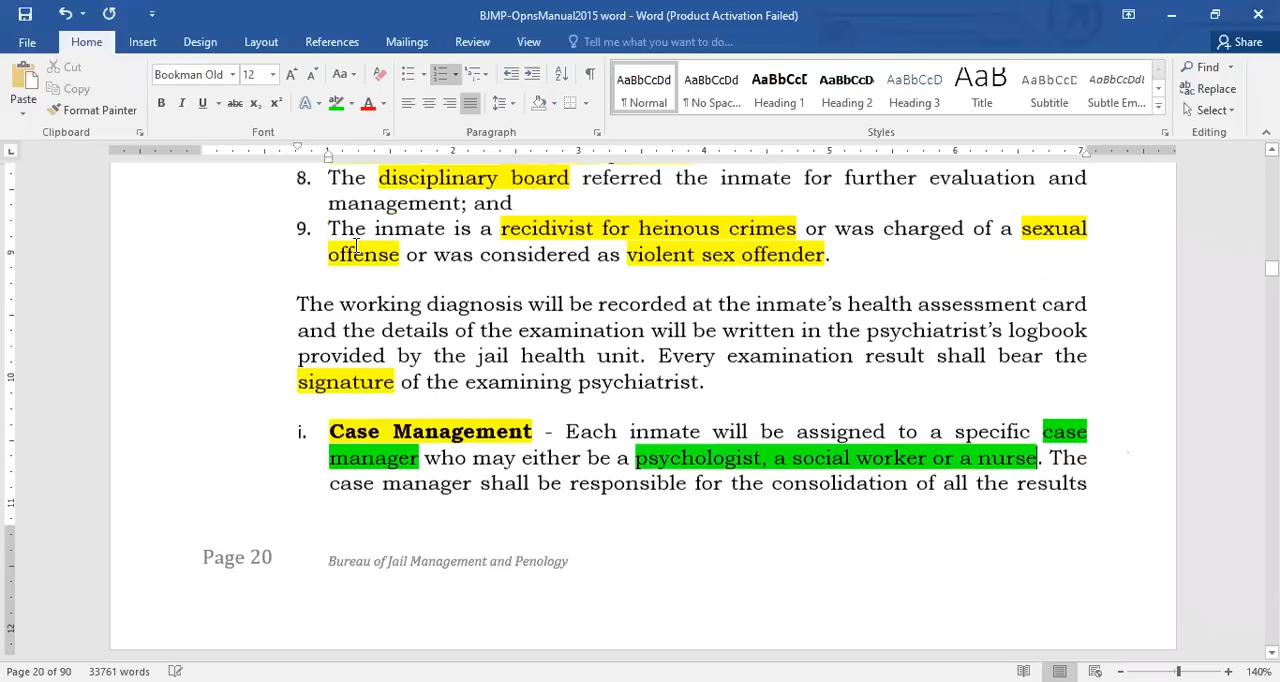 BJMP-OpnsManual2015 word - Word (Product Activation Failed)
File Home Insert Design Layout References Mailings Review View Tell me what you want to do... Share
Paste
Cut
Copy
Format Painter
Clipboard
Bookman Old 12
Font
Paragraph
AaBbCcDd AaBbCcDd AaBbCcI AaBbCcD AaBbCcD AaB AaBbCcD AaBbCcDd
¶ Normal ¶ No Spac... Heading 1 Heading 2 Heading 3 Title Subtitle Subtle Em...
Styles
Find
Replace
Select
Editing
1 2 3 4 5 6 7
8. The disciplinary board referred the inmate for further evaluation and
management; and
9. The inmate is a recidivist for heinous crimes or was charged of a sexual
offense or was considered as violent sex offender.
The working diagnosis will be recorded at the inmate’s health assessment card
and the details of the examination will be written in the psychiatrist’s logbook
provided by the jail health unit. Every examination result shall bear the
signature of the examining psychiatrist.
i. Case Management - Each inmate will be assigned to a specific case
manager who may either be a psychologist, a social worker or a nurse. The
case manager shall be responsible for the consolidation of all the results
Page 20 Bureau of Jail Management and Penology
Page 20 of 90 33761 words 140%